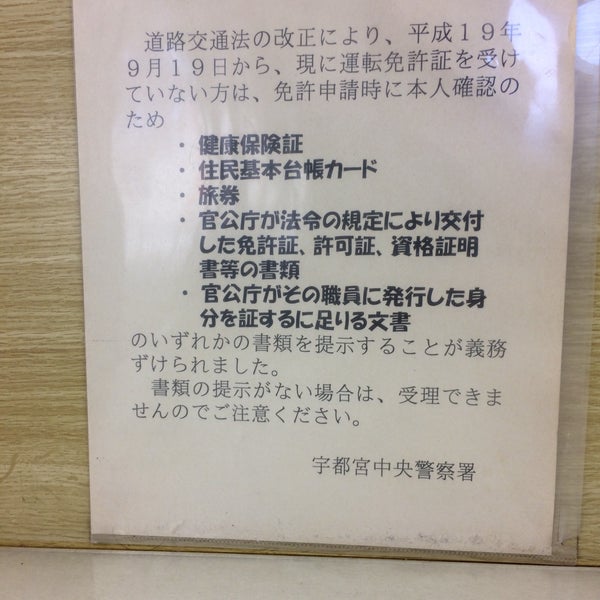 道路交通法の改正により、平成１９年
９月１９日から、現に運転免許証を受け
ていない方は、免許申請時に本人確認の
ため
・健康保険証
・住民基本台帳カード
・旅券
・官公庁が法令の規定により交付
した免許証、許可証、資格証明
書等の書類
・官公庁がその職員に発行した身
分を証するに足りる文書
のいずれかの書類を提示することが義務
ずけられました。
書類の提示がない場合は、受理できま
せんのでご注意ください。
宇都宮中央警察署